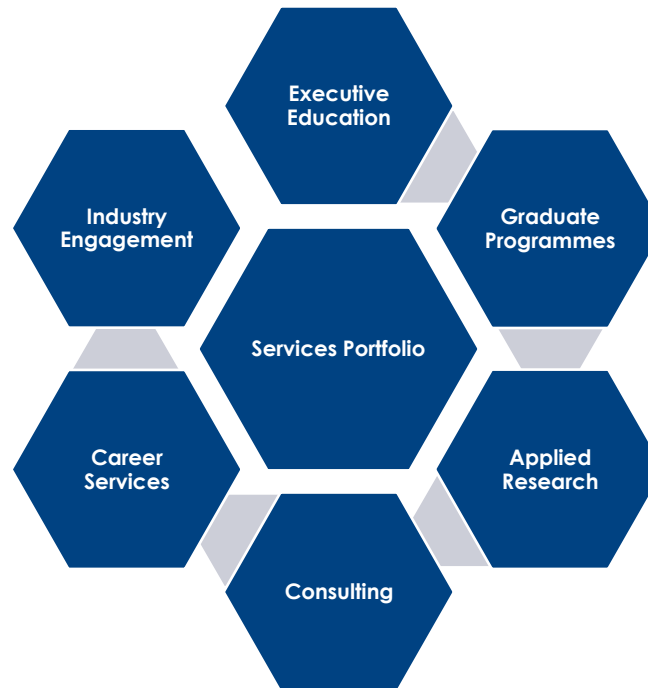 Executive
Education
Graduate
Programmes
Applied
Research
Consulting
Career
Services
Industry
Engagement
Services Portfolio